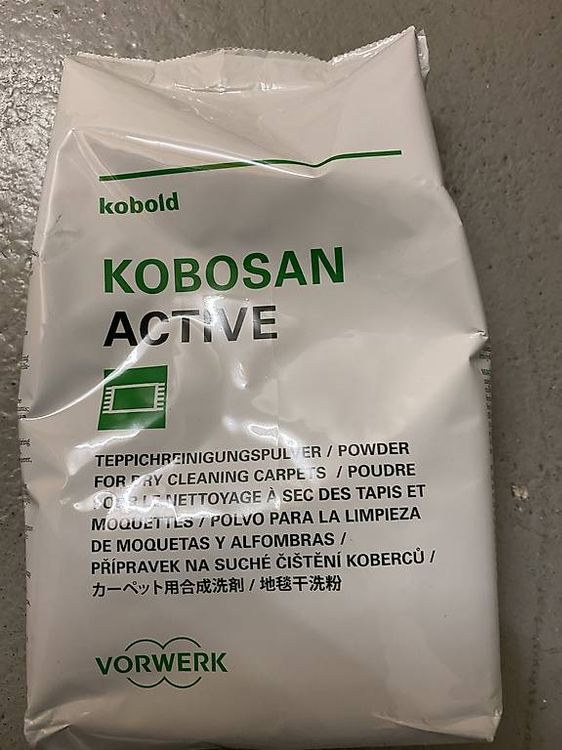 kobold
KOBOSAN
ACTIVE
TEPPICHREINIGUNGSPULVER / POWDER
FOR DRY CLEANING CARPETS / POUDRE
LE NETTOYAGE À SEC DES TAPIS ET
MOQUETTES / POLVO PARA LA LIMPIEZA
DE MOQUETAS Y ALFOMBRAS /
PŘÍPRAVEK NA SUCHÉ ČIŠTĚNÍ KOBERCŮ /
カーペット用合成洗剤 / 地毯干洗粉
VORWERK